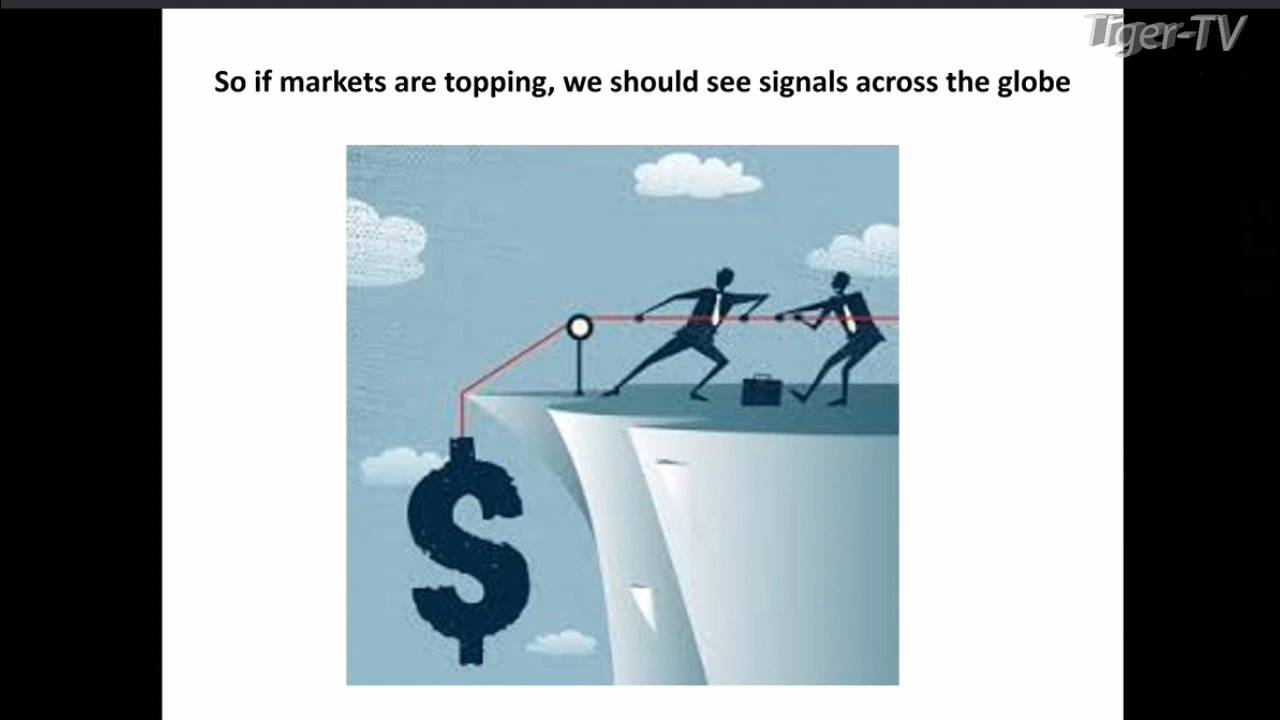 Tiger-TV
So if markets are topping, we should see signals across the globe
$